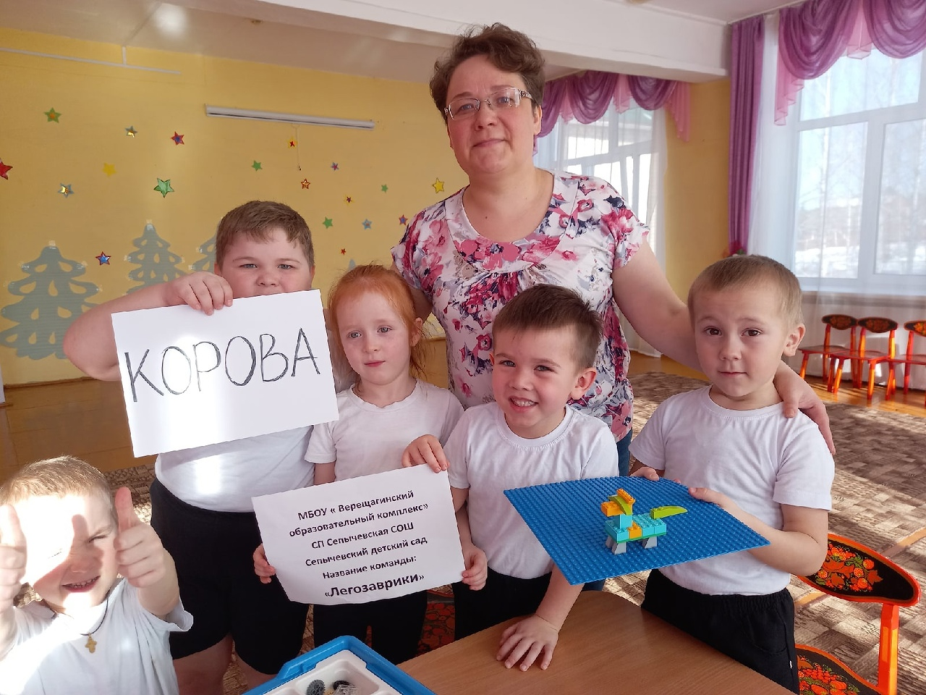 КОРОВА
МБОУ « Верещагинский
образовательный комплекс»
СП Сепычевская СОШ
Сепычевский детский сад
Название команды:
«Легозаврики»